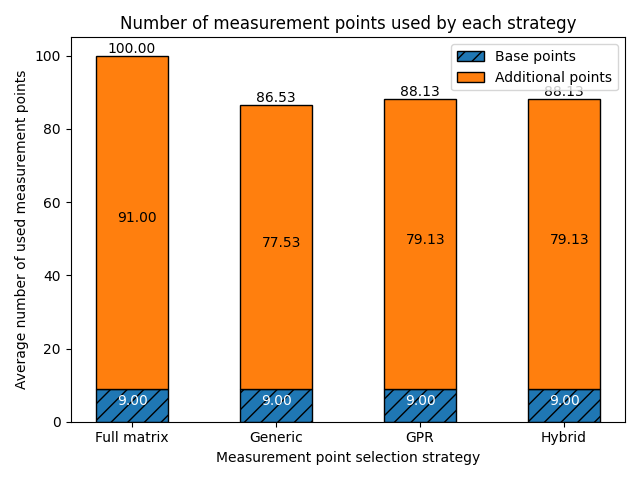 Number of measurement points used by each strategy
Base points
Additional points
100.00
86.53
88.13
88.13
91.00
77.53
79.13
79.13
9.00
9.00
9.00
9.00
100
80
60
40
20
0
Average number of used measurement points
Full matrix
Generic
GPR
Hybrid
Measurement point selection strategy